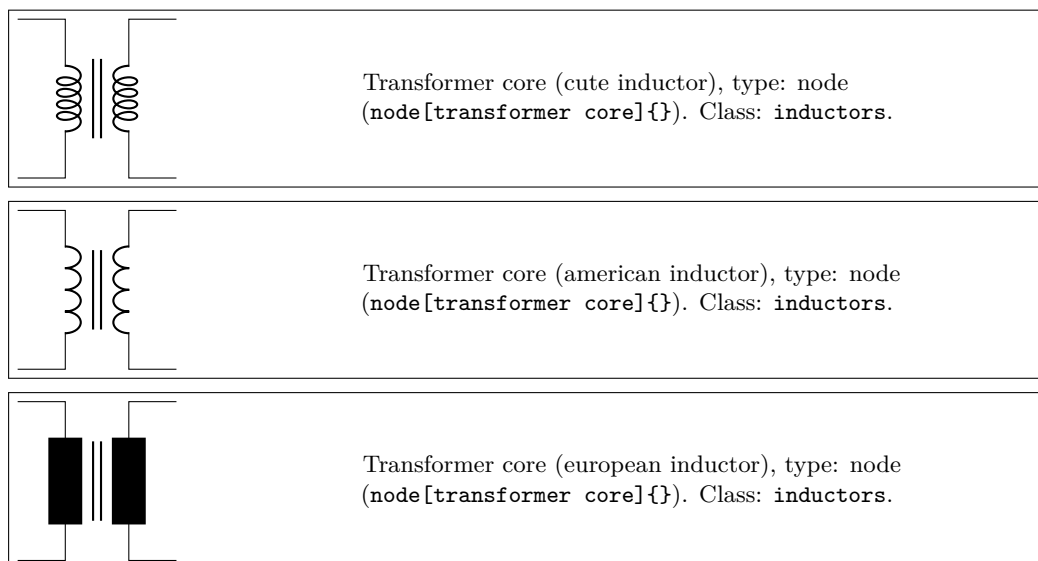 Transformer core (cute inductor), type: node
(node[transformer core]{}). Class: inductors.
Transformer core (american inductor), type: node
(node[transformer core]{}). Class: inductors.
Transformer core (european inductor), type: node
(node[transformer core]{}). Class: inductors.